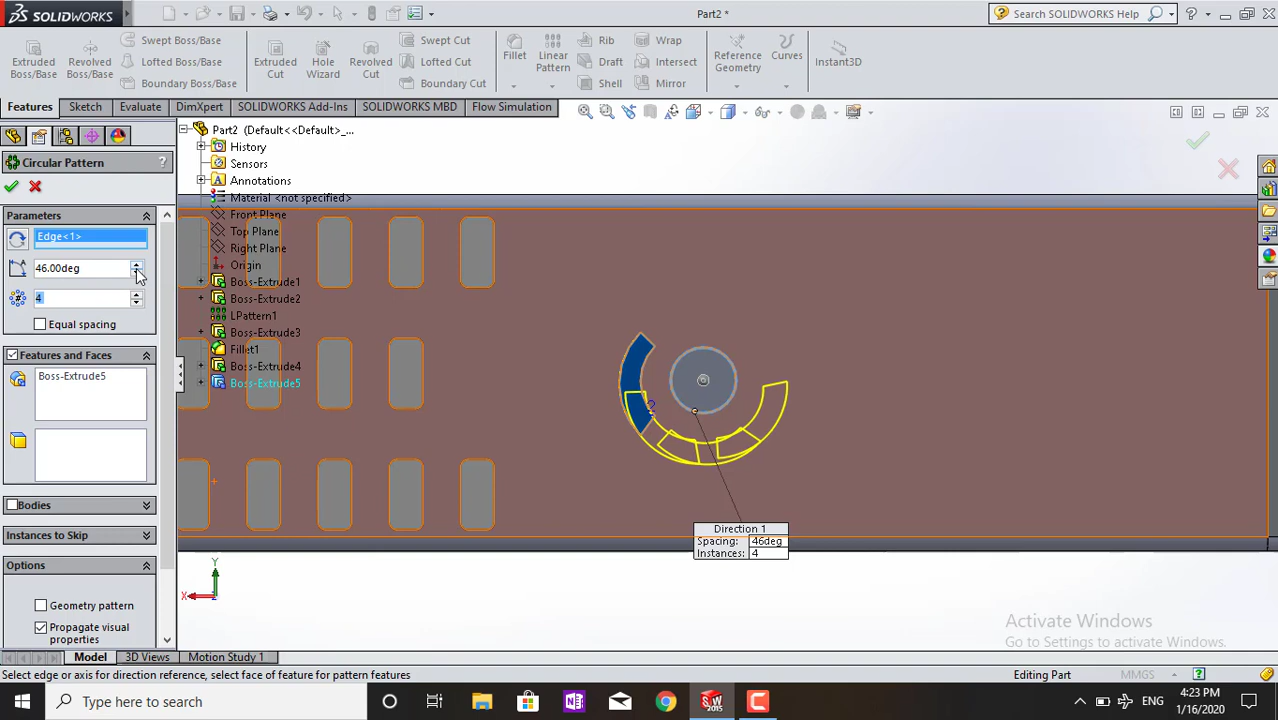 SOLIDWORKS
Part2 *
Search SOLIDWORKS Help
Extruded Boss/Base
Revolved Boss/Base
Swept Boss/Base
Lofted Boss/Base
Boundary Boss/Base
Extruded Cut
Hole Wizard
Revolved Cut
Swept Cut
Lofted Cut
Boundary Cut
Fillet
Linear Pattern
Rib
Draft
Shell
Wrap
Intersect
Mirror
Reference Geometry
Curves
Instant3D
Features
Sketch
Evaluate
DimXpert
SOLIDWORKS Add-Ins
SOLIDWORKS MBD
Flow Simulation
Circular Pattern
?
Parameters
Edge<1>
46.00deg
4
Equal spacing
Features and Faces
Boss-Extrude5
Bodies
Instances to Skip
Options
Geometry pattern
Propagate visual
properties
Part2 (Default<<Default>_...
History
Sensors
Annotations
Material <not specified>
Front Plane
Top Plane
Right Plane
Origin
Boss-Extrude1
Boss-Extrude2
LPattern1
Boss-Extrude3
Fillet1
Boss-Extrude4
Boss-Extrude5
Direction 1
Spacing: 46deg
Instances: 4
Y
X
Activate Windows
Go to Settings to activate Windows.
Model
3D Views
Motion Study 1
Select edge or axis for direction reference, select face of feature for pattern features
Editing Part
MMGS
?
Type here to search
SW
2015
ENG
4:23 PM
1/16/2020